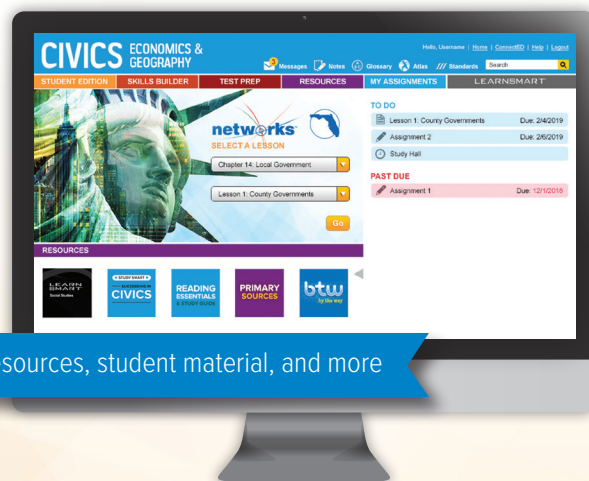 CIVICS ECONOMICS & GEOGRAPHY
Hello, Username | Home | ConnectED | Help | Logout
3 Messages Notes Glossary Atlas /// Standards Search
STUDENT EDITION SKILLS BUILDER TEST PREP RESOURCES MY ASSIGNMENTS LEARNSMART
networks
SELECT A LESSON
Chapter 14: Local Government
Lesson 1: County Governments
Go
TO DO
Lesson 1: County Governments Due: 2/4/2019
Assignment 2 Due: 2/6/2019
Study Hall
PAST DUE
Assignment 1 Due: 12/1/2018
RESOURCES
LEARN
SMART
Social Studies
STUDY SMART
SUCCEEDING IN
CIVICS
READING
ESSENTIALS
& STUDY GUIDE
PRIMARY
SOURCES
btw
by the way
esources, student material, and more